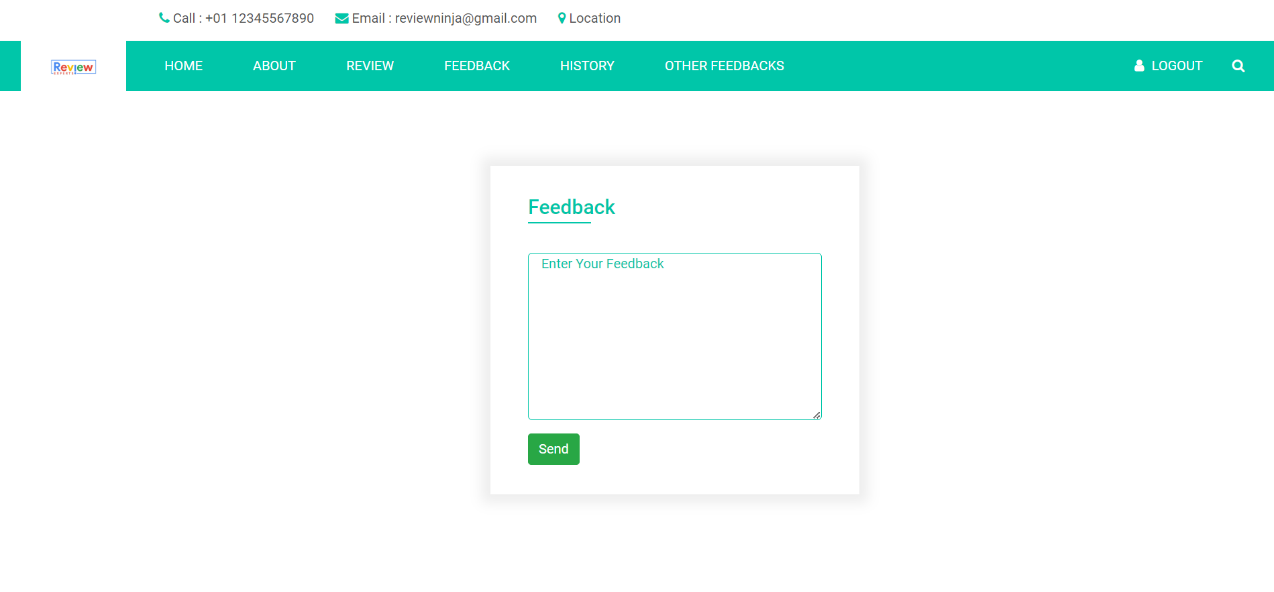 Call : +01 12345567890 Email : reviewninja@gmail.com Location
Review
EXPERTS
HOME ABOUT REVIEW FEEDBACK HISTORY OTHER FEEDBACKS LOGOUT
Feedback
Enter Your Feedback
Send